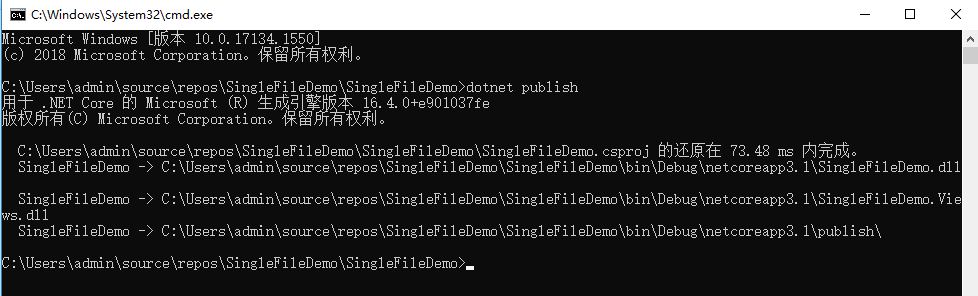 C:\Windows\System32\cmd.exe
Microsoft Windows [版本 10.0.17134.1550]
(c) 2018 Microsoft Corporation。保留所有权利。
C:\Users\admin\source\repos\SingleFileDemo\SingleFileDemo>dotnet publish
用于 .NET Core 的 Microsoft (R) 生成引擎版本 16.4.0+e901037fe
版权所有(C) Microsoft Corporation。保留所有权利。
C:\Users\admin\source\repos\SingleFileDemo\SingleFileDemo\SingleFileDemo.csproj 的还原在 73.48 ms 内完成。
SingleFileDemo -> C:\Users\admin\source\repos\SingleFileDemo\SingleFileDemo\bin\Debug\netcoreapp3.1\SingleFileDemo.dll
SingleFileDemo -> C:\Users\admin\source\repos\SingleFileDemo\SingleFileDemo\bin\Debug\netcoreapp3.1\SingleFileDemo.Vie
ws.dll
SingleFileDemo -> C:\Users\admin\source\repos\SingleFileDemo\SingleFileDemo\bin\Debug\netcoreapp3.1\publish\
C:\Users\admin\source\repos\SingleFileDemo\SingleFileDemo>